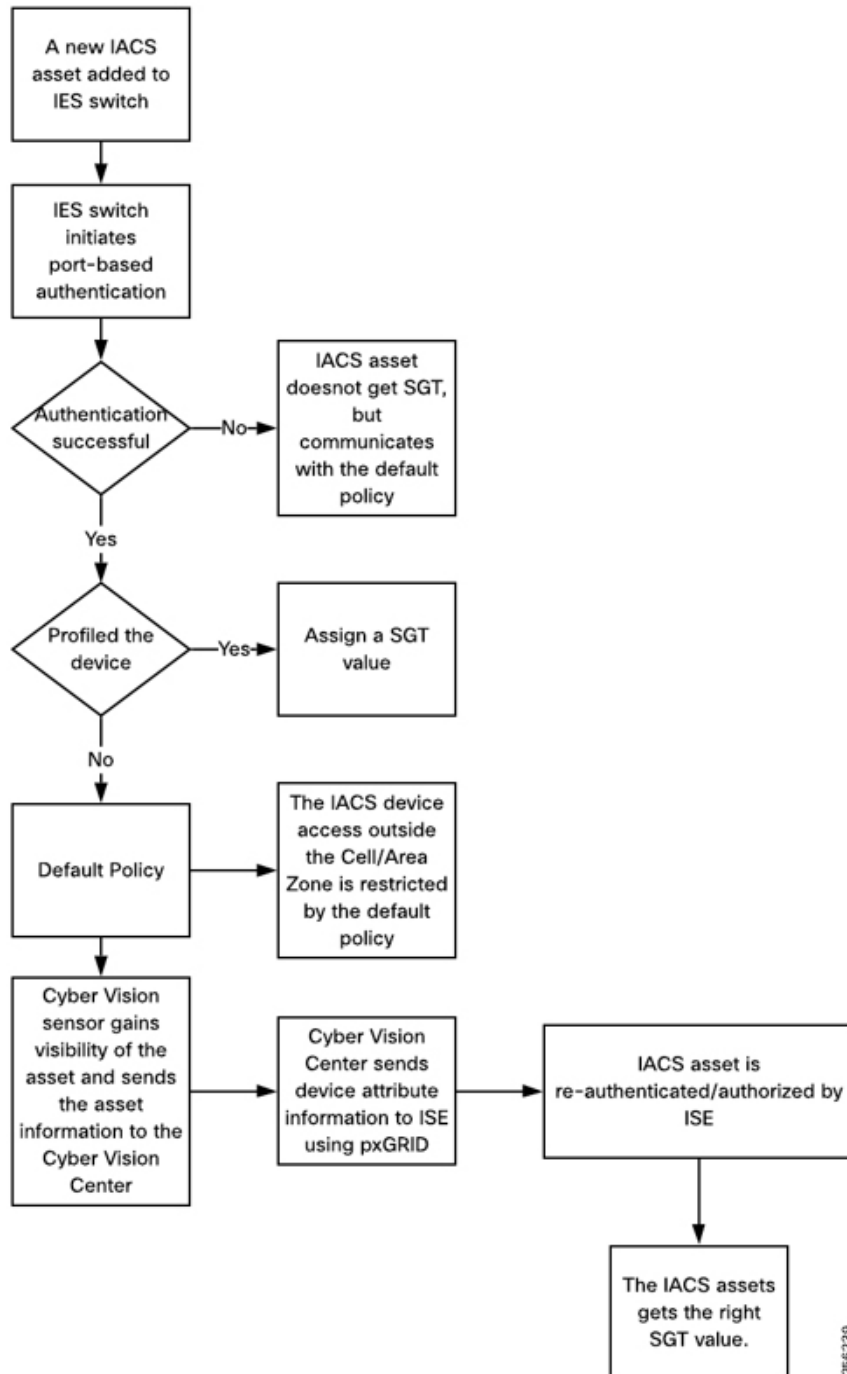 A new IACS
asset added to
IES switch
IES switch
initiates
port-based
authentication
Authentication
successful
No
IACS asset
doesnot get SGT,
but
communicates
with the default
policy
Yes
Profiled the
device
Yes
Assign a SGT
value
No
Default Policy
The IACS device
access outside
the Cell/Area
Zone is restricted
by the default
policy
Cyber Vision
sensor gains
visibility of the
asset and sends
the asset
information to the
Cyber Vision
Center
Cyber Vision
Center sends
device attribute
information to ISE
using pxGRID
IACS asset is
re-authenticated/authorized by
ISE
The IACS assets
gets the right
SGT value.